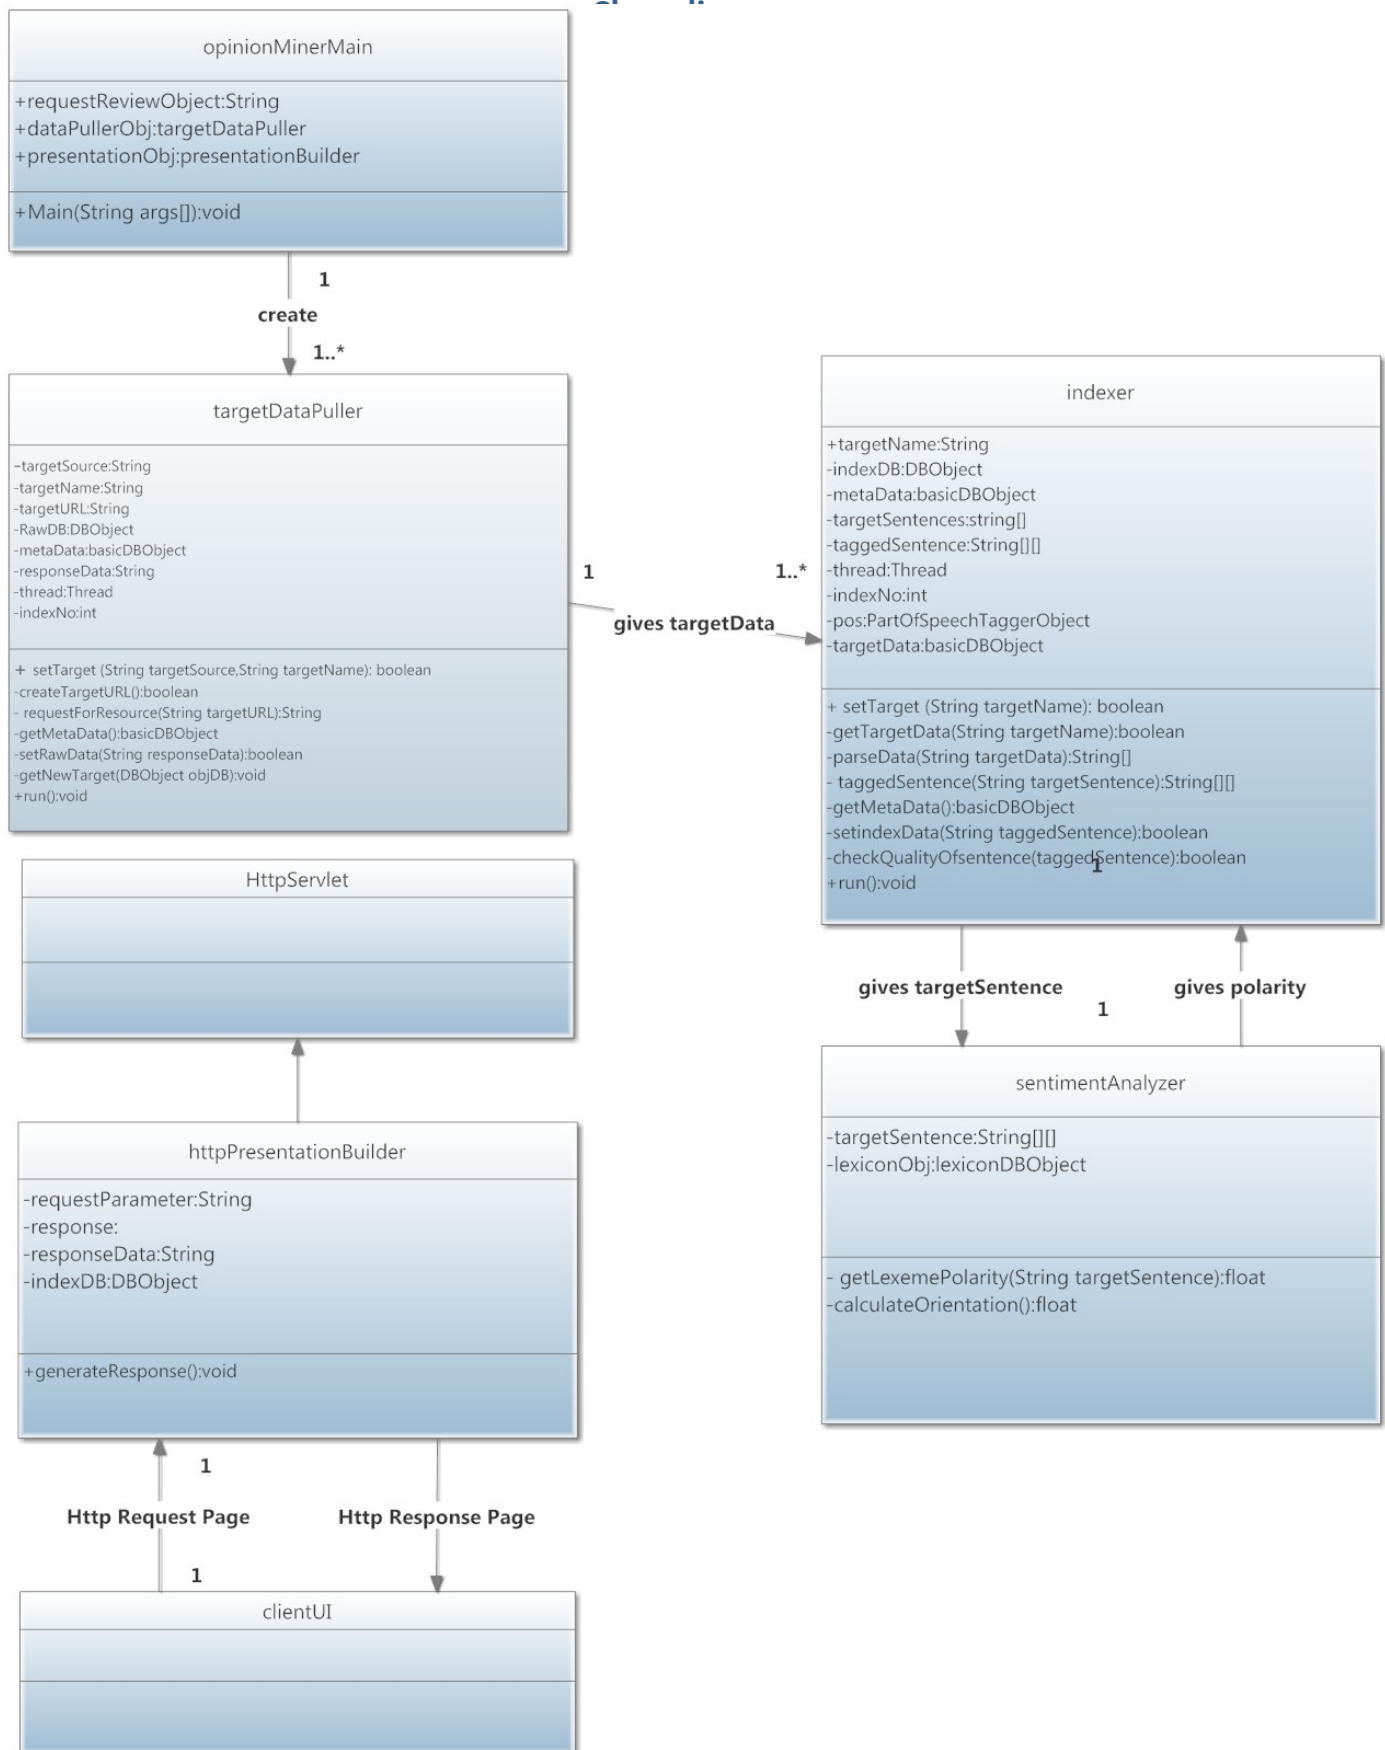 opinionMinerMain
+requestReviewObject:String
+dataPullerObj:targetDataPuller
+presentationObj:presentationBuilder
+Main(String args[]):void
1
create
1..*
targetDataPuller
-targetSource:String
-targetName:String
-targetURL:String
-RawDB:DBObject
-metaData:basicDBObject
-responseData:String
-thread:Thread
-indexNo:int
+ setTarget (String targetSource,String targetName): boolean
-createTargetURL():boolean
- requestForResource(String targetURL):String
-getMetaData():basicDBObject
-setRawData(String responseData):boolean
-getNewTarget(DBObject objDB):void
+run():void
1
1..*
gives targetData
indexer
+targetName:String
-indexDB:DBObject
-metaData:basicDBObject
-targetSentences:string[]
-taggedSentence:String[][]
-thread:Thread
-indexNo:int
-pos:PartOfSpeechTaggerObject
-targetData:basicDBObject
+ setTarget (String targetName): boolean
-getTargetData(String targetName):boolean
-parseData(String targetData):String[]
- taggedSentence(String targetSentence):String[][]
-getMetaData():basicDBObject
-setindexData(String taggedSentence):boolean
-checkQualityOfsentence(taggedSentence):boolean
1
+run():void
gives targetSentence
gives polarity
1
sentimentAnalyzer
-targetSentence:String[][]
-lexiconObj:lexiconDBObject
- getLexemePolarity(String targetSentence):float
-calculateOrientation():float
HttpServlet
httpPresentationBuilder
-requestParameter:String
-response:
-responseData:String
-indexDB:DBObject
+generateResponse():void
1
Http Request Page
Http Response Page
1
clientUI